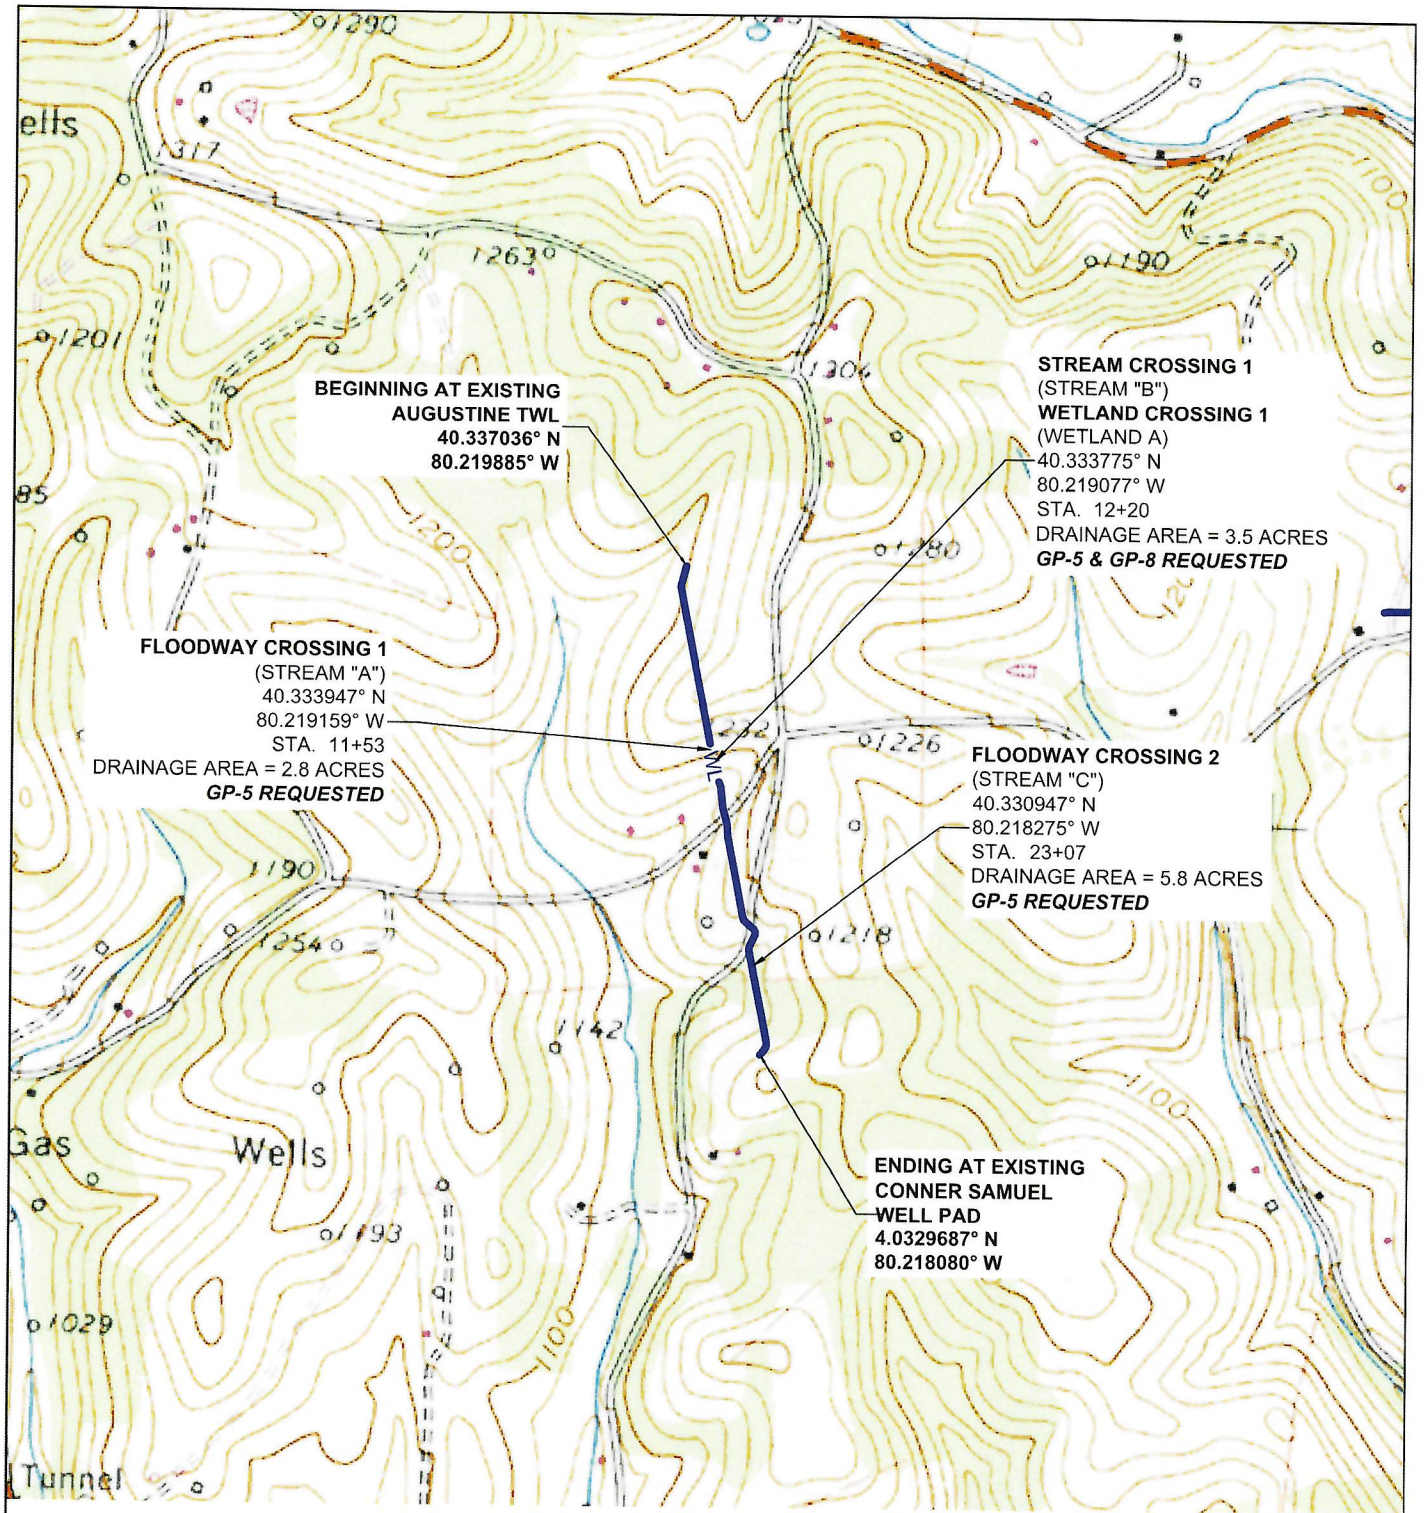 1290
ells
1317
1263
1190
1100
1201
1304
BEGINNING AT EXISTING
AUGUSTINE TWL
40.337036° N
80.219885° W
STREAM CROSSING 1
(STREAM "B")
WETLAND CROSSING 1
(WETLAND A)
40.333775° N
80.219077° W
STA. 12+20
DRAINAGE AREA = 3.5 ACRES
GP-5 & GP-8 REQUESTED
85
1200
1280
FLOODWAY CROSSING 1
(STREAM "A")
40.333947° N
80.219159° W
STA. 11+53
DRAINAGE AREA = 2.8 ACRES
GP-5 REQUESTED
1232
WL
1226
FLOODWAY CROSSING 2
(STREAM "C")
40.330947° N
80.218275° W
STA. 23+07
DRAINAGE AREA = 5.8 ACRES
GP-5 REQUESTED
1190
1254
1218
1142
1100
Gas
Wells
ENDING AT EXISTING
CONNER SAMUEL
WELL PAD
4.0329687° N
80.218080° W
1193
1029
1100
Tunnel